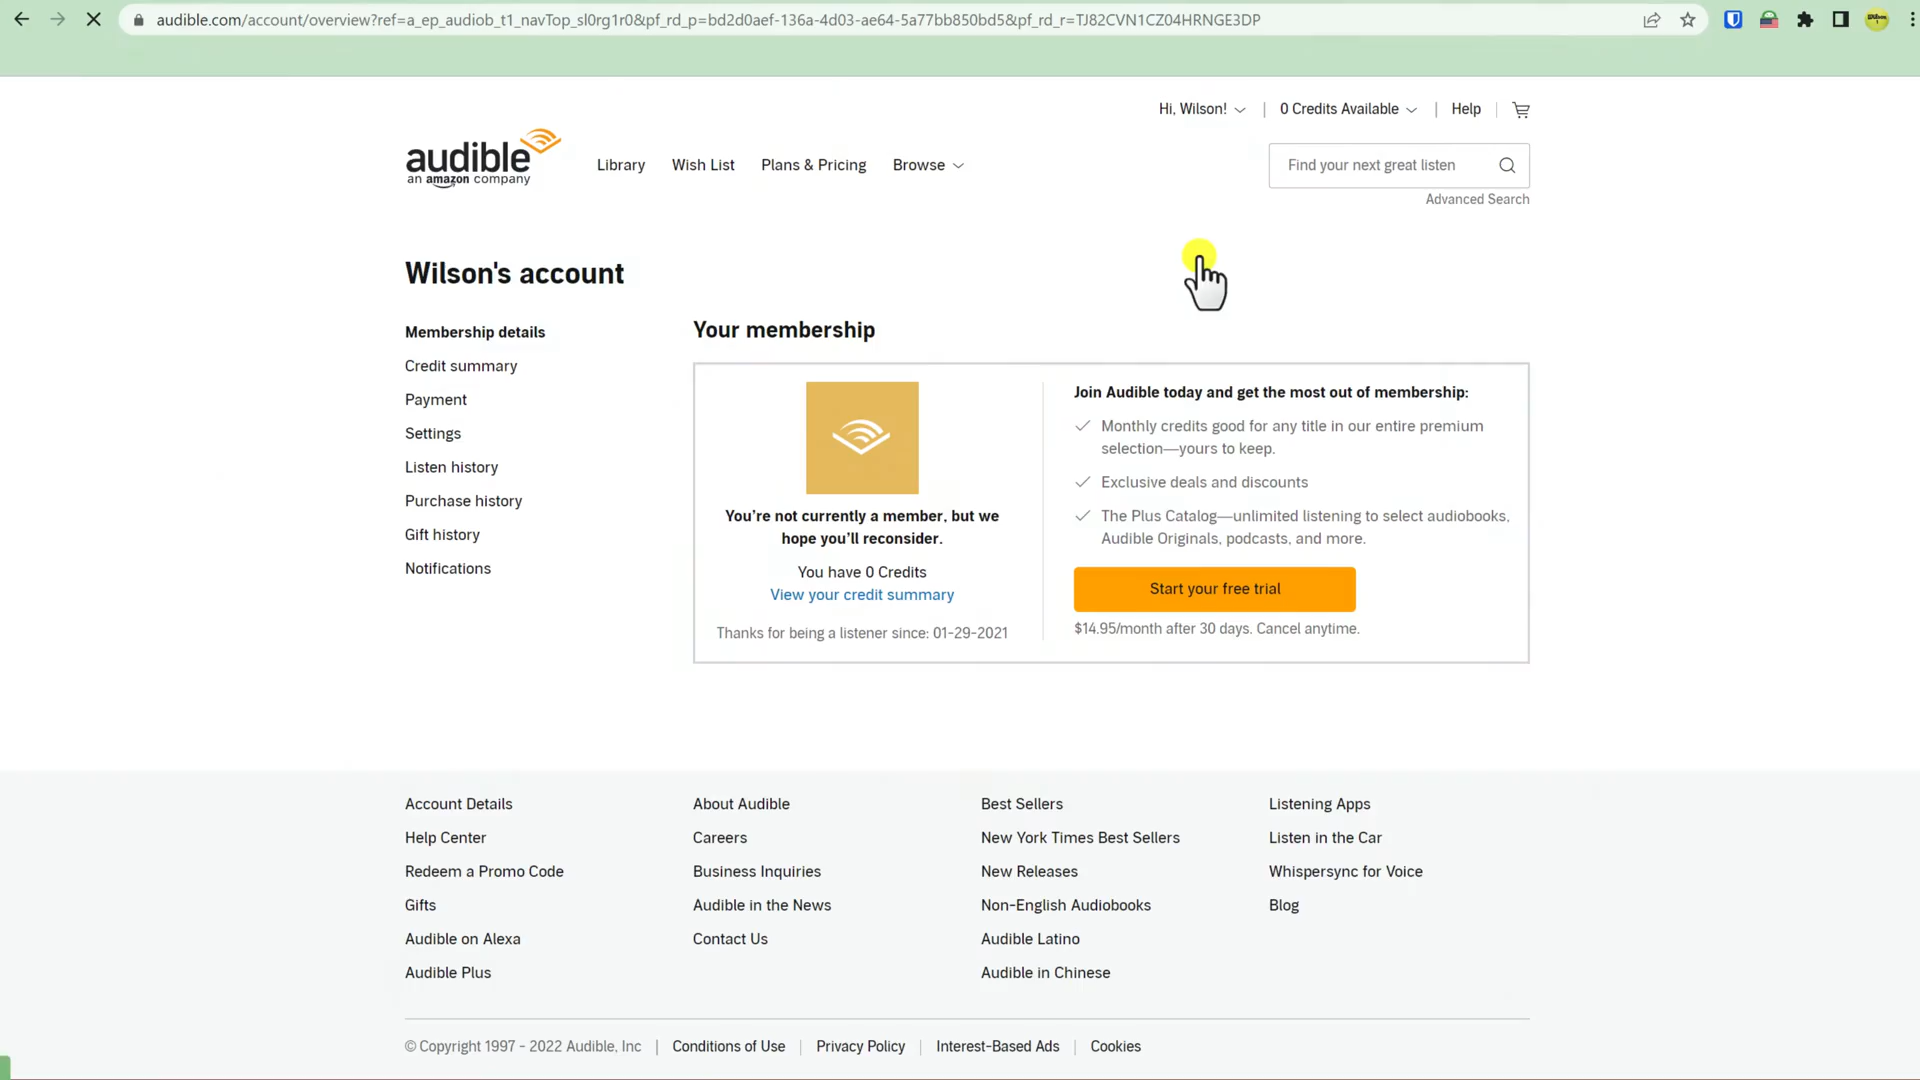 audible.com/account/overview?ref=a_ep_audiob_t1_navTop_sl0rg1r0&pf_rd_p=bd2d0aef-136a-4d03-ae64-5a77bb850bd5&pf_rd_r=TJ82CVN1CZ04HRNGE3DP
Hi, Wilson! | 0 Credits Available | Help
audible
an amazon company
Library Wish List Plans & Pricing Browse
Find your next great listen
Advanced Search
Wilson's account
Membership details
Credit summary
Payment
Settings
Listen history
Purchase history
Gift history
Notifications
Your membership
You're not currently a member, but we
hope you'll reconsider.
You have 0 Credits
View your credit summary
Thanks for being a listener since: 01-29-2021
Join Audible today and get the most out of membership:
Monthly credits good for any title in our entire premium
selection—yours to keep.
Exclusive deals and discounts
The Plus Catalog—unlimited listening to select audiobooks,
Audible Originals, podcasts, and more.
Start your free trial
$14.95/month after 30 days. Cancel anytime.
Account Details
Help Center
Redeem a Promo Code
Gifts
Audible on Alexa
Audible Plus
About Audible
Careers
Business Inquiries
Audible in the News
Contact Us
Best Sellers
New York Times Best Sellers
New Releases
Non-English Audiobooks
Audible Latino
Audible in Chinese
Listening Apps
Listen in the Car
Whispersync for Voice
Blog
© Copyright 1997 - 2022 Audible, Inc | Conditions of Use | Privacy Policy | Interest-Based Ads | Cookies